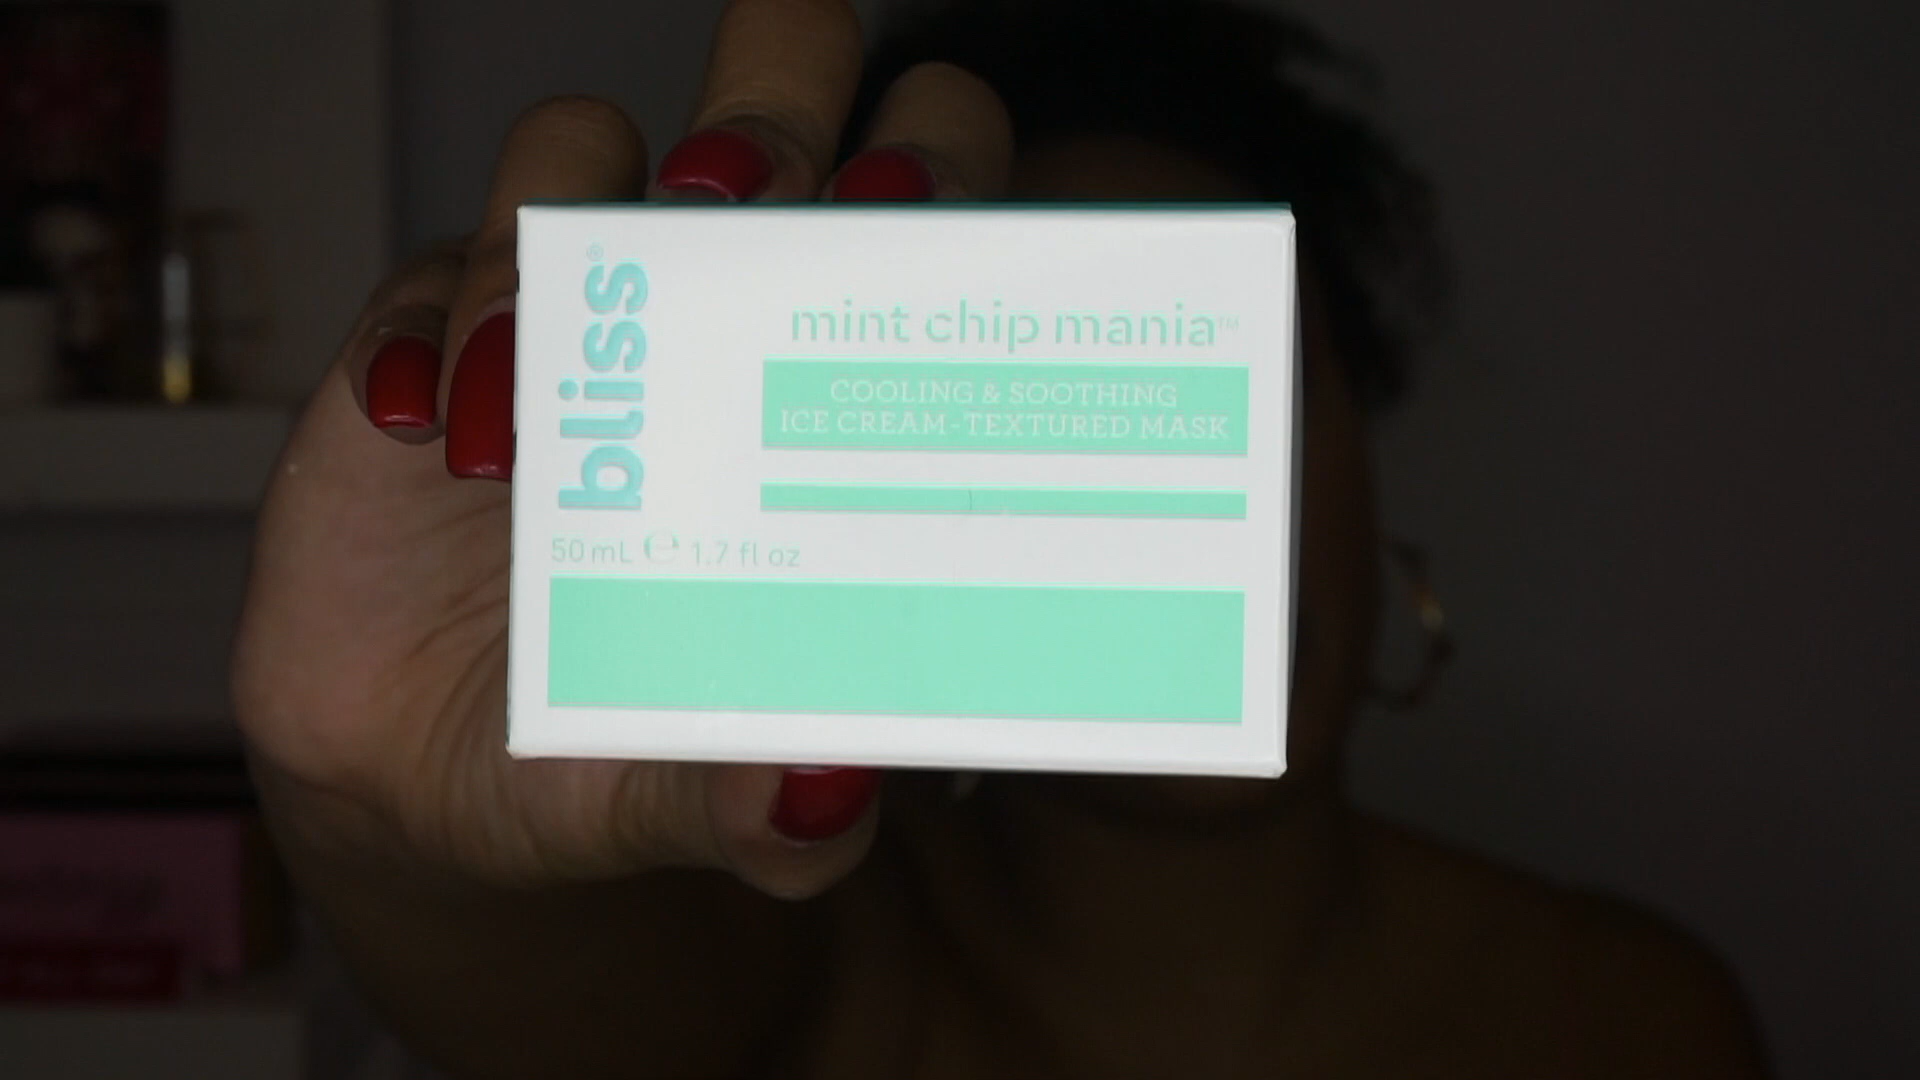 bliss®
mint chip mania™
COOLING & SOOTHING
ICE CREAM-TEXTURED MASK
50 mL ℮ 1.7 fl oz